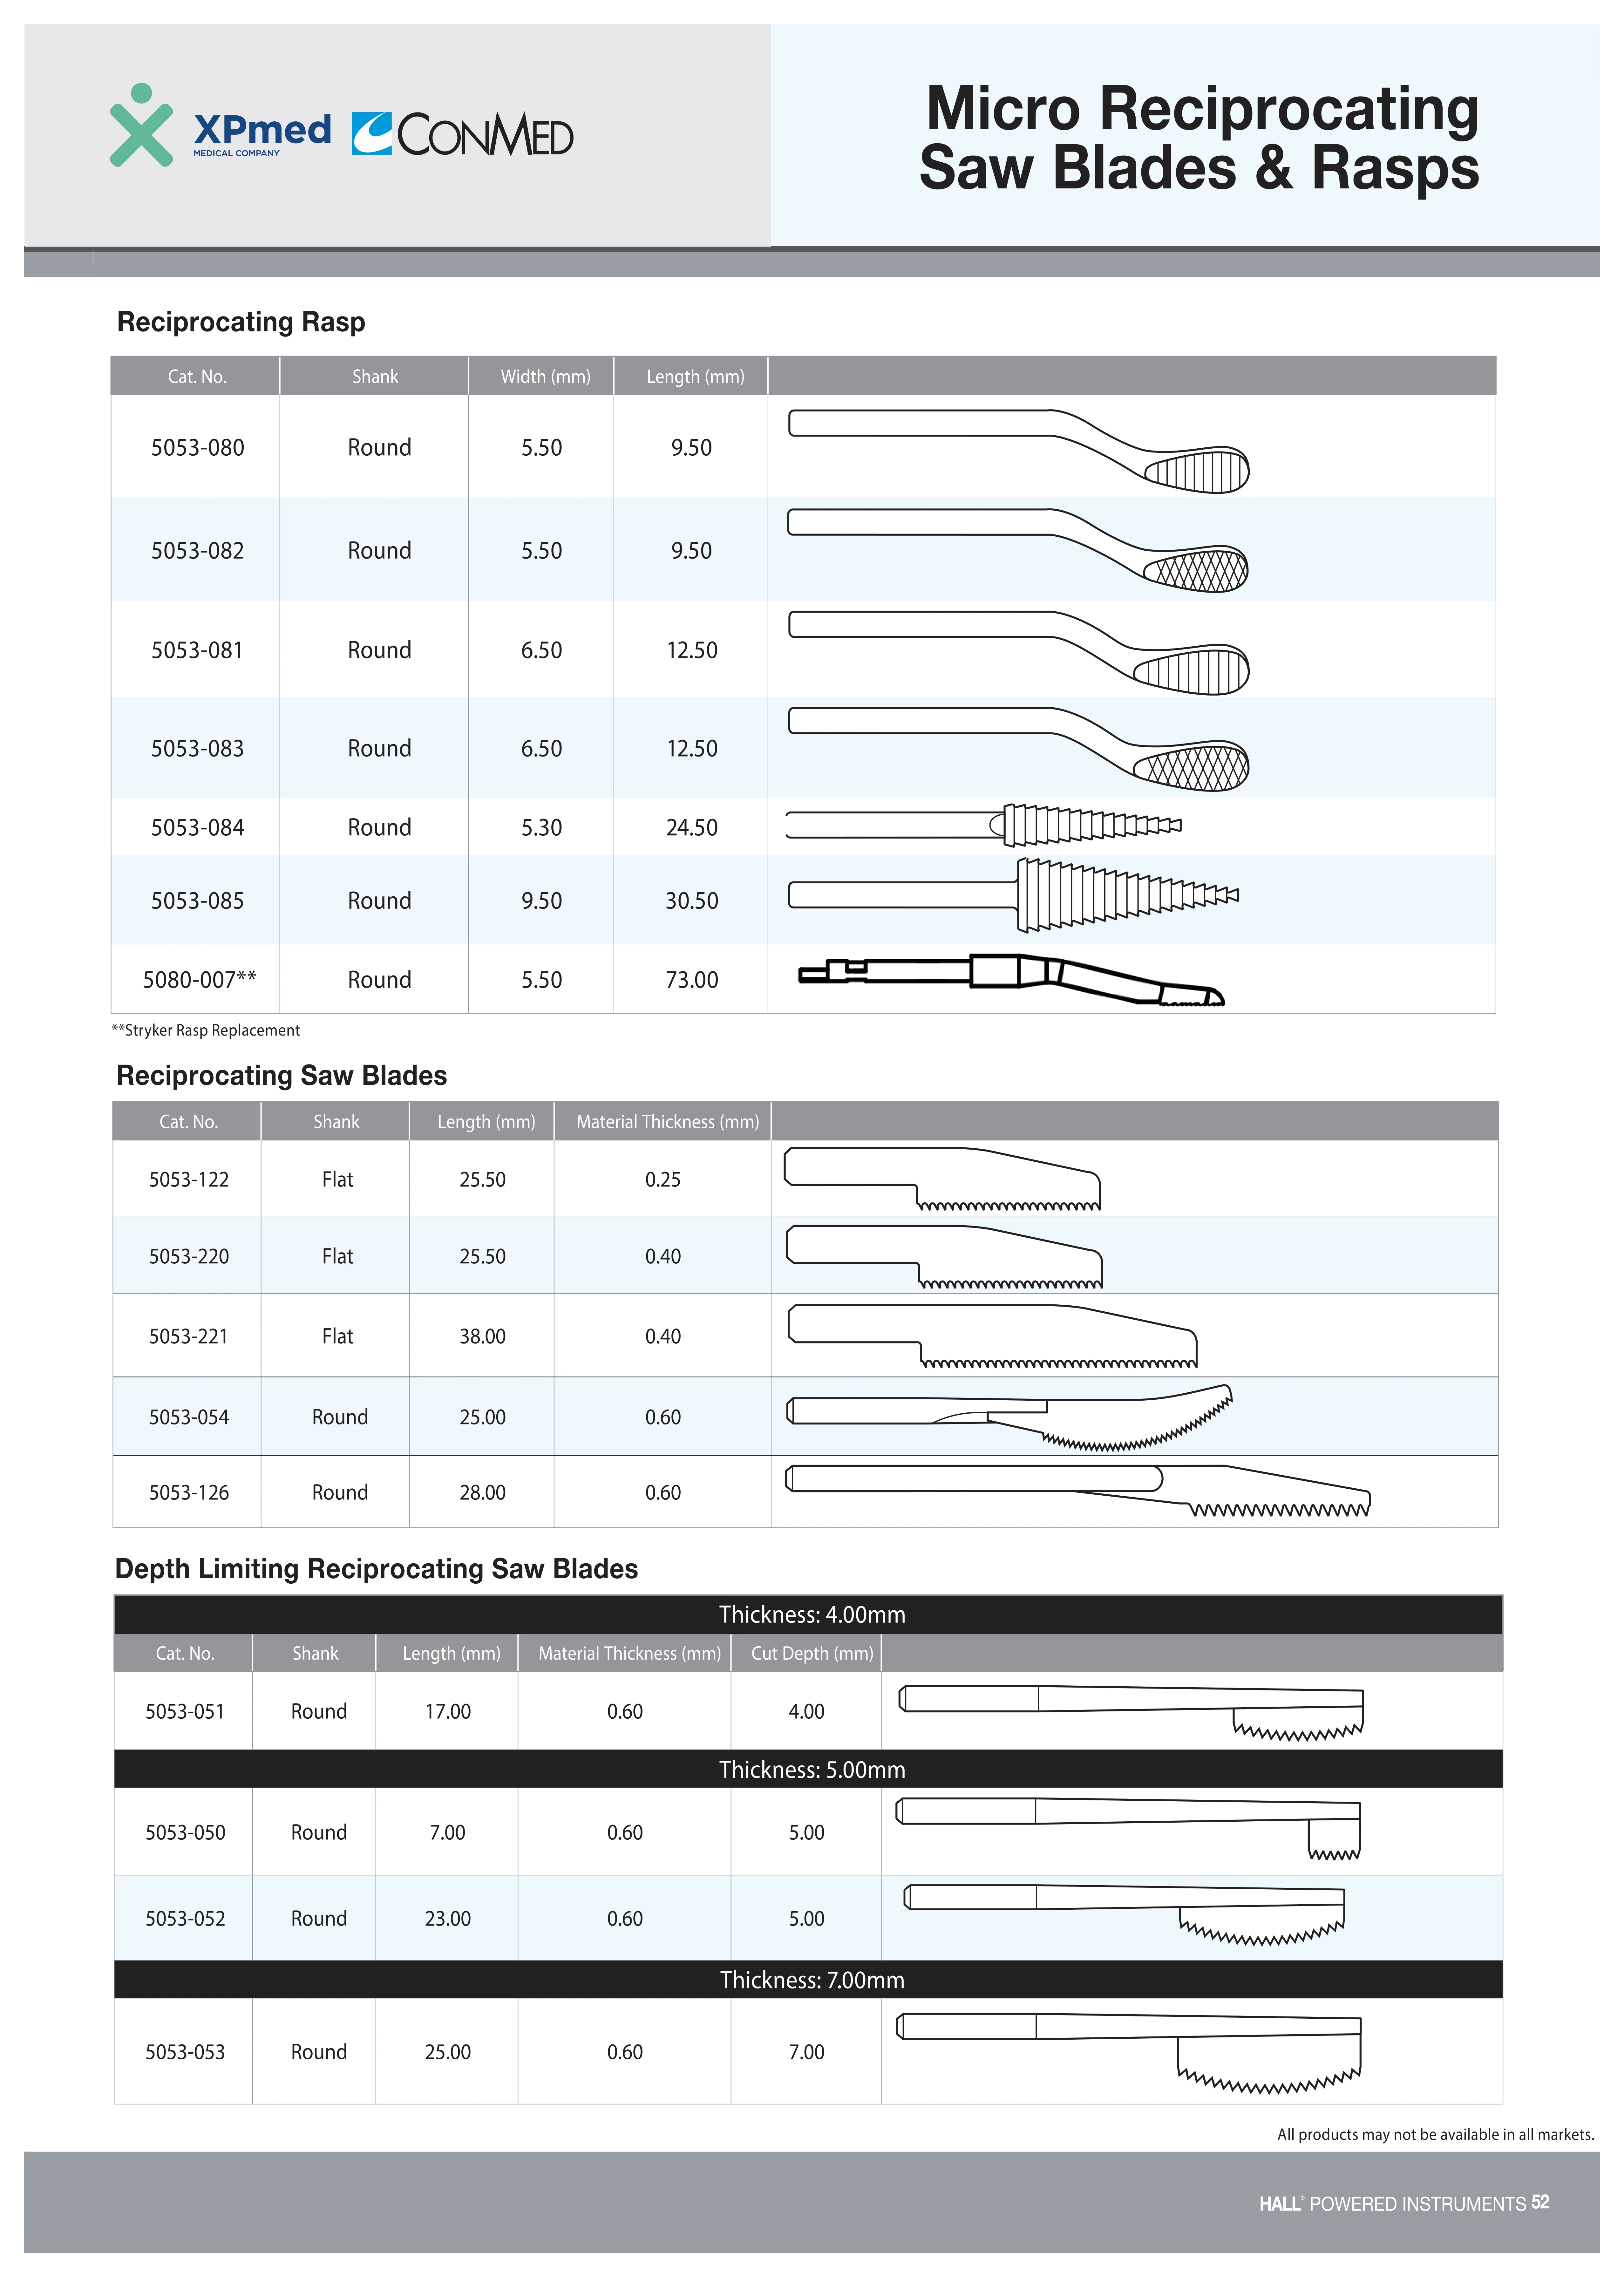 XPmed
MEDICAL COMPANY
CONMED
Micro Reciprocating
Saw Blades & Rasps
Reciprocating Rasp
Cat. No. Shank Width (mm) Length (mm)
5053-080 Round 5.50 9.50
5053-082 Round 5.50 9.50
5053-081 Round 6.50 12.50
5053-083 Round 6.50 12.50
5053-084 Round 5.30 24.50
5053-085 Round 9.50 30.50
5080-007** Round 5.50 73.00
**Stryker Rasp Replacement
Reciprocating Saw Blades
Cat. No. Shank Length (mm) Material Thickness (mm)
5053-122 Flat 25.50 0.25
5053-220 Flat 25.50 0.40
5053-221 Flat 38.00 0.40
5053-054 Round 25.00 0.60
5053-126 Round 28.00 0.60
Depth Limiting Reciprocating Saw Blades
Thickness: 4.00mm
Cat. No. Shank Length (mm) Material Thickness (mm) Cut Depth (mm)
5053-051 Round 17.00 0.60 4.00
Thickness: 5.00mm
5053-050 Round 7.00 0.60 5.00
5053-052 Round 23.00 0.60 5.00
Thickness: 7.00mm
5053-053 Round 25.00 0.60 7.00
All products may not be available in all markets.
HALL® POWERED INSTRUMENTS 52